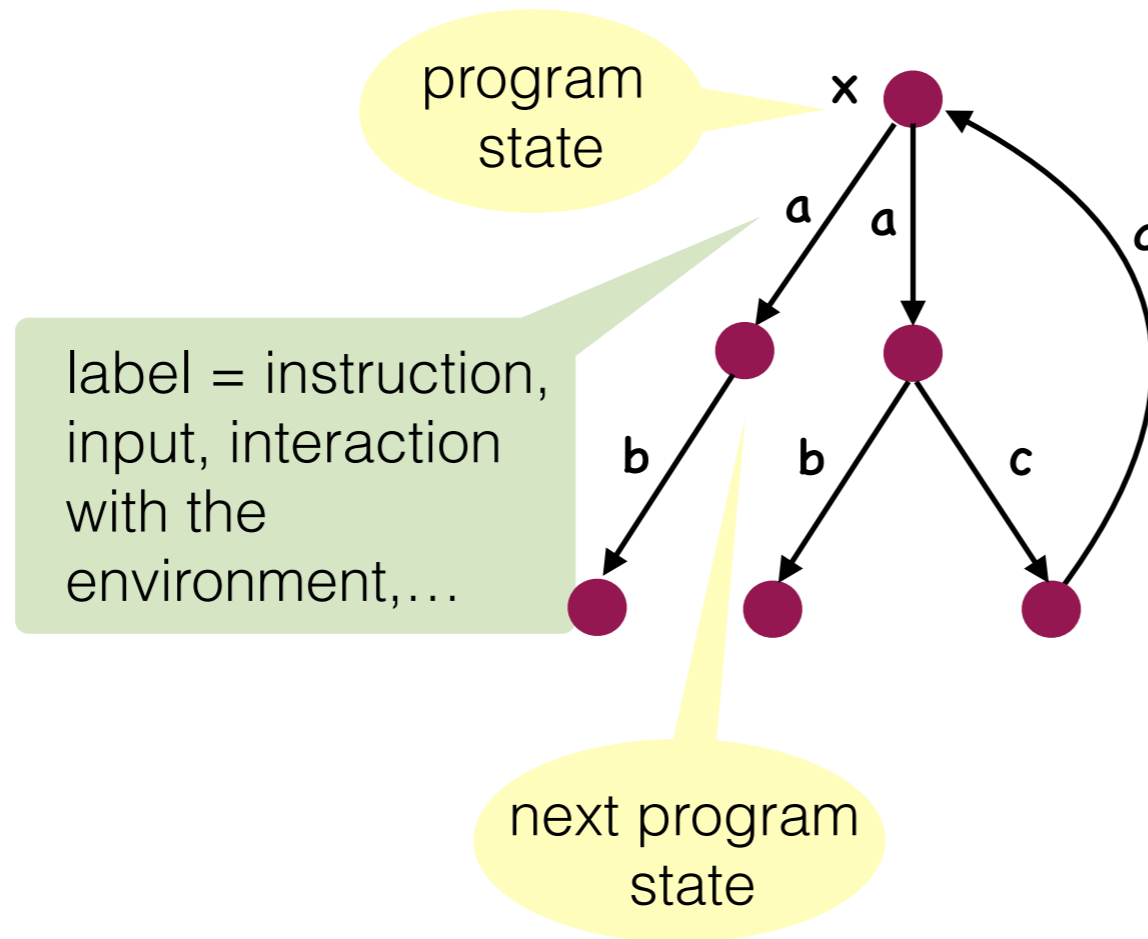 program
state
x
a
a
label = instruction,
input, interaction
with the
environment,...
b
b
c
next program
state